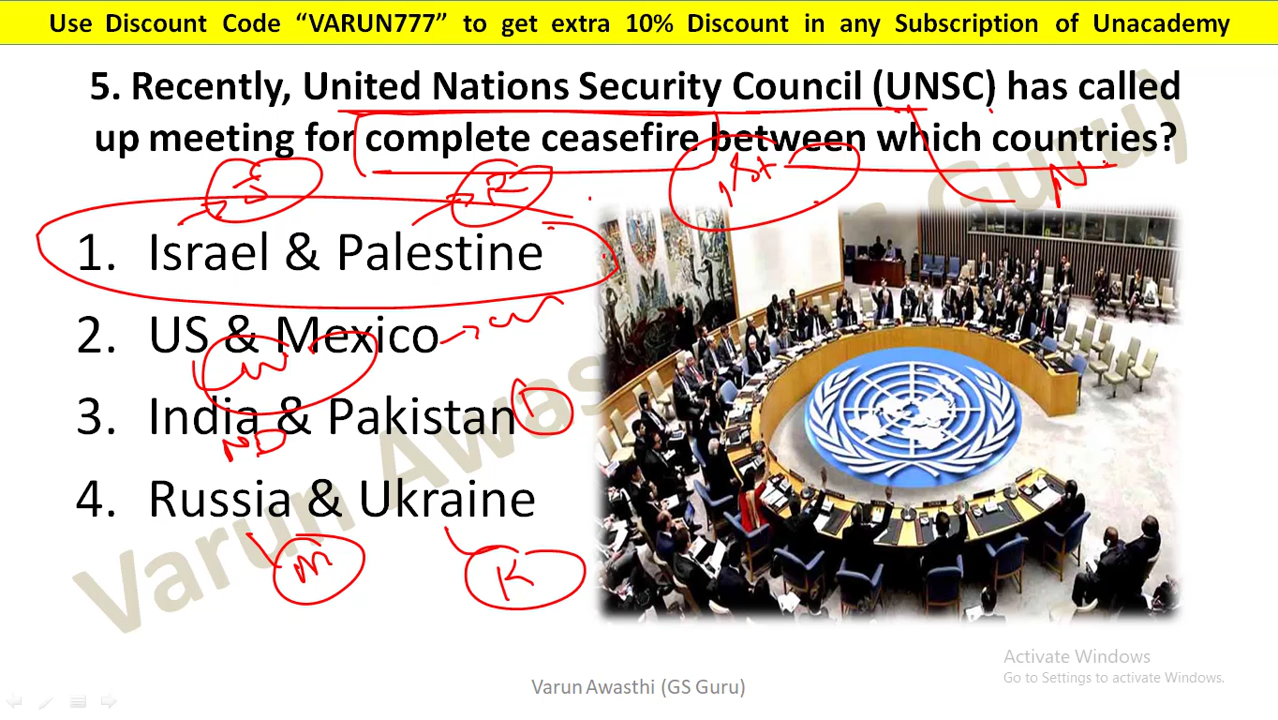 Use Discount Code “VARUN777” to get extra 10% Discount in any Subscription of Unacademy
5. Recently, United Nations Security Council (UNSC) has called
up meeting for complete ceasefire between which countries?
1. Israel & Palestine
2. US & Mexico
3. India & Pakistan
4. Russia & Ukraine
ND
M
K
Varun Awasthi (GS Guru)
Activate Windows
Go to Settings to activate Windows.
Varun Awasthi (GS Guru)